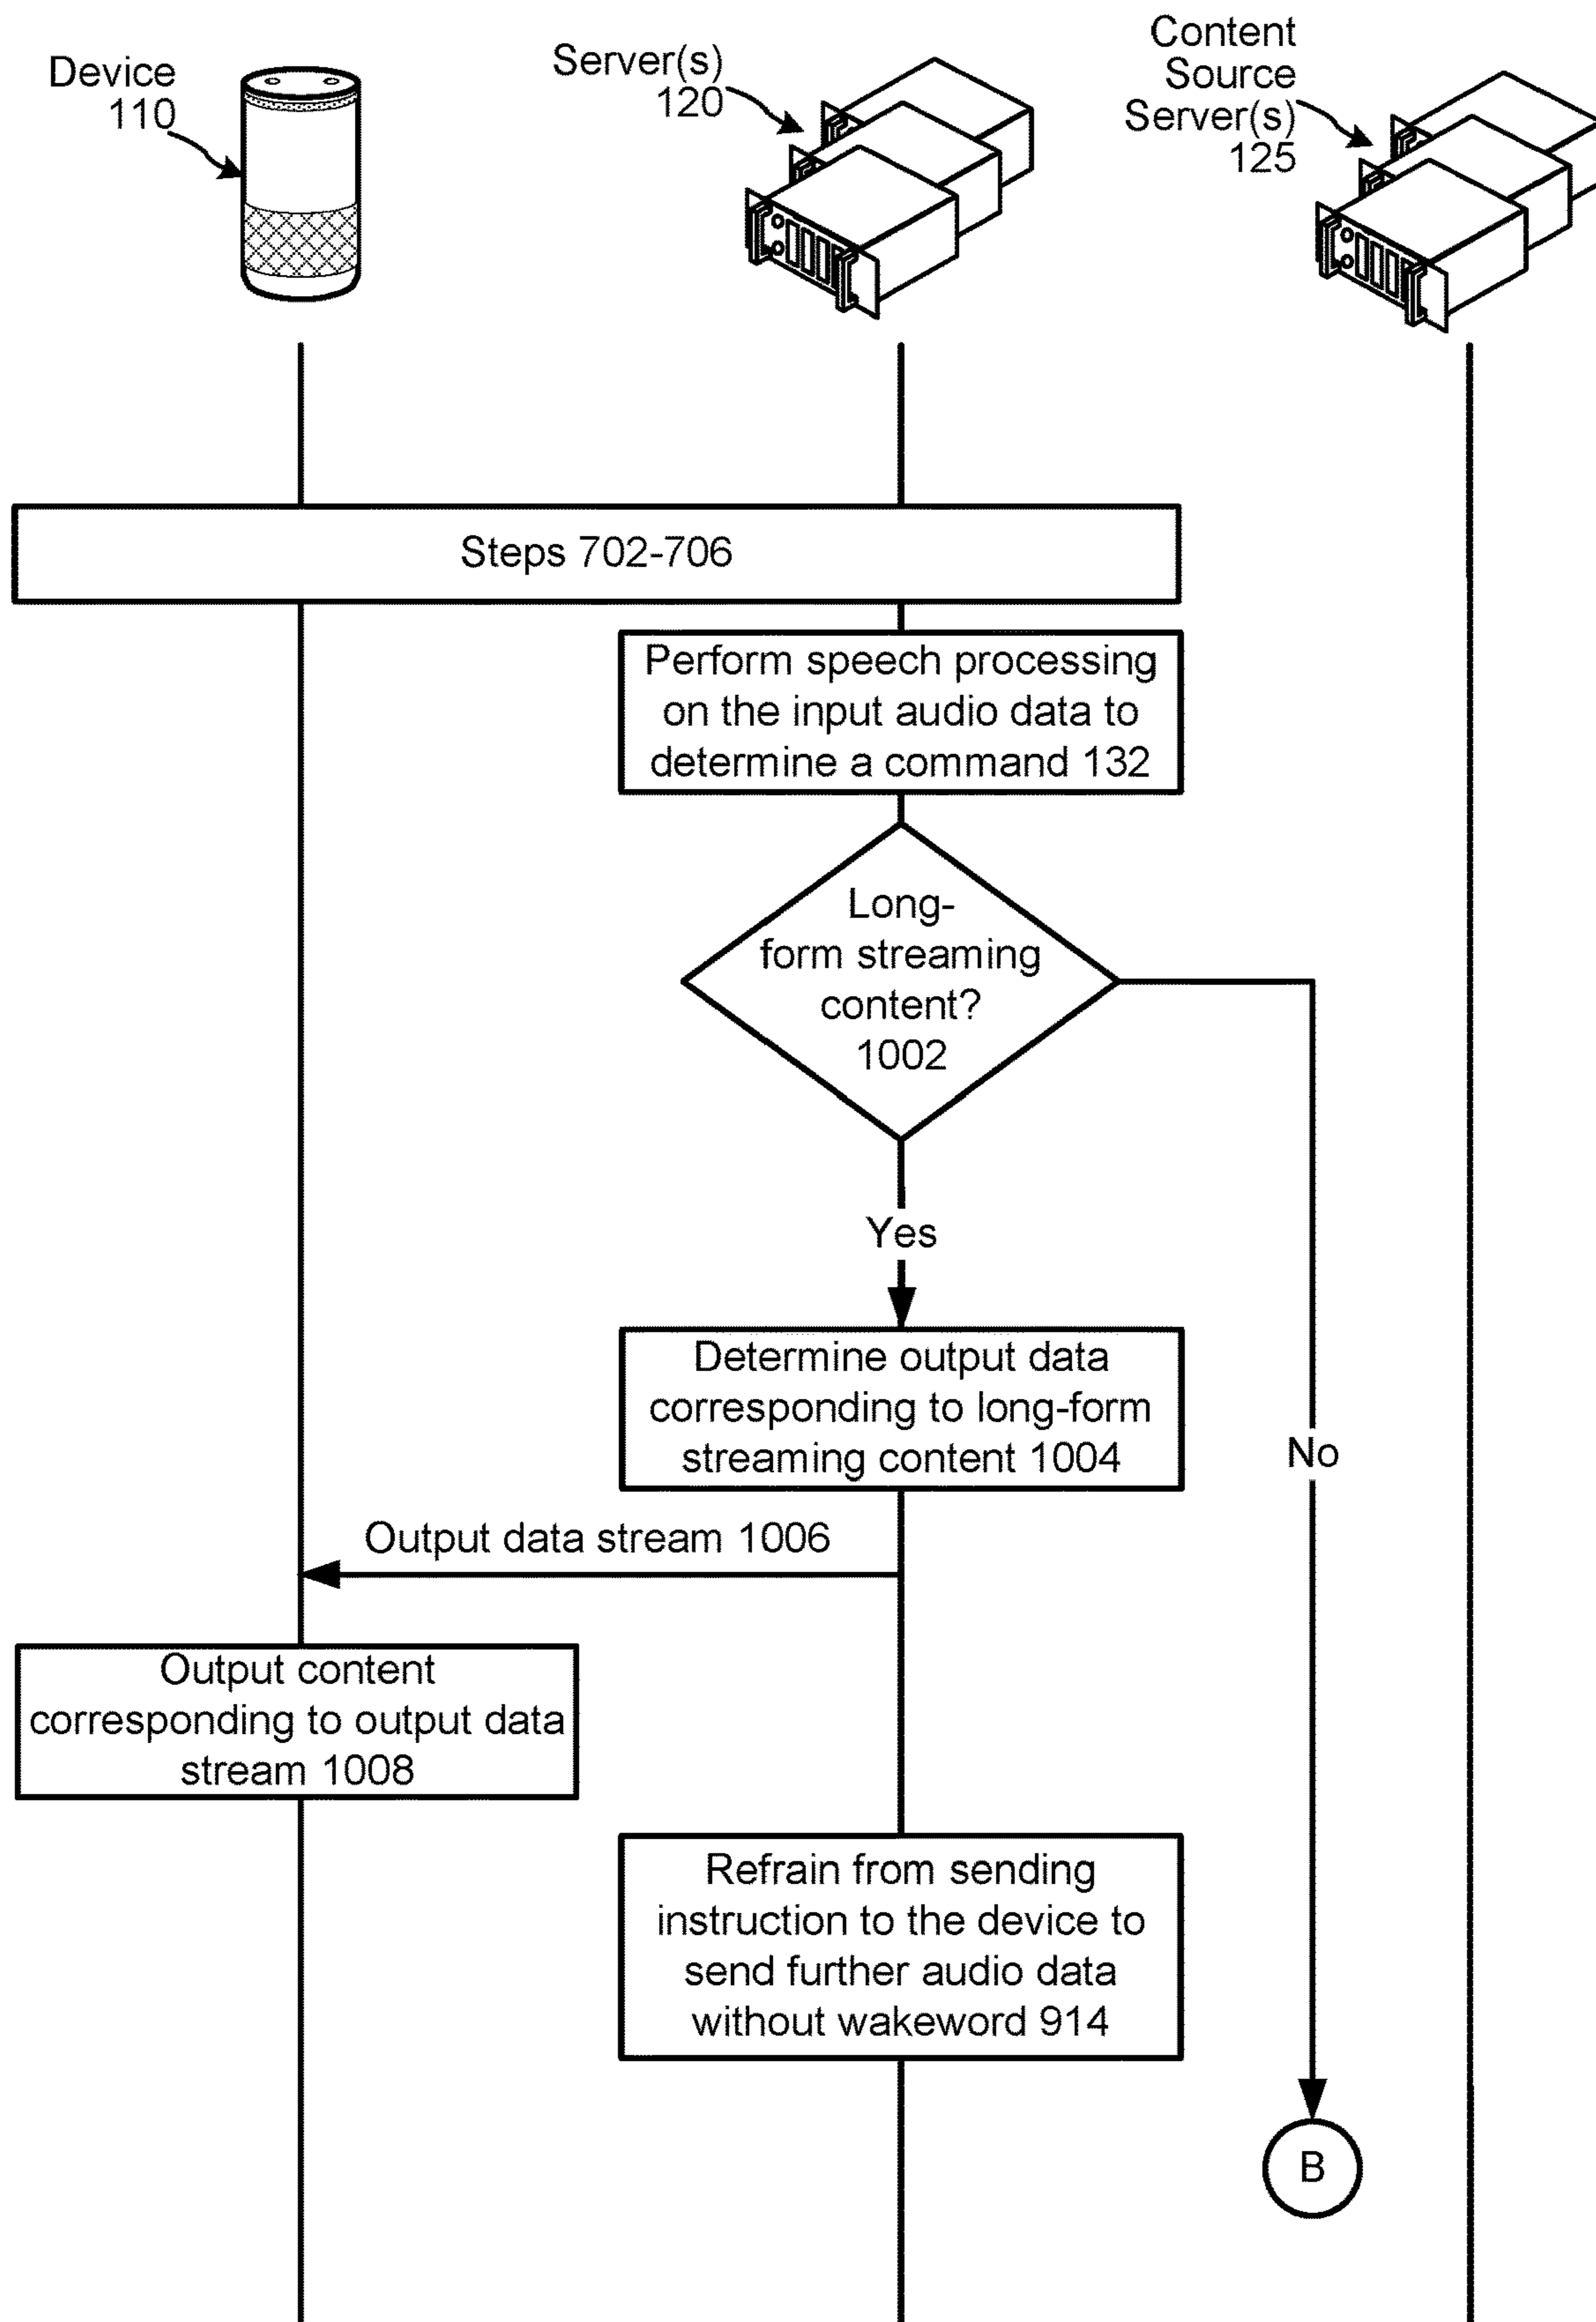 Device
110
Server(s)
120
Content
Source
Server(s)
125
Steps 702-706
Perform speech processing
on the input audio data to
determine a command 132
Long-
form streaming
content?
1002
Yes
Determine output data
corresponding to long-form
streaming content 1004
No
Output data stream 1006
Output content
corresponding to output data
stream 1008
Refrain from sending
instruction to the device to
send further audio data
without wakeword 914
B